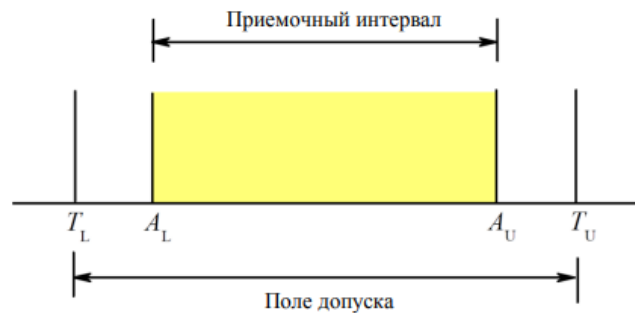 Приемочный интервал
T_L A_L A_U T_U
Поле допуска